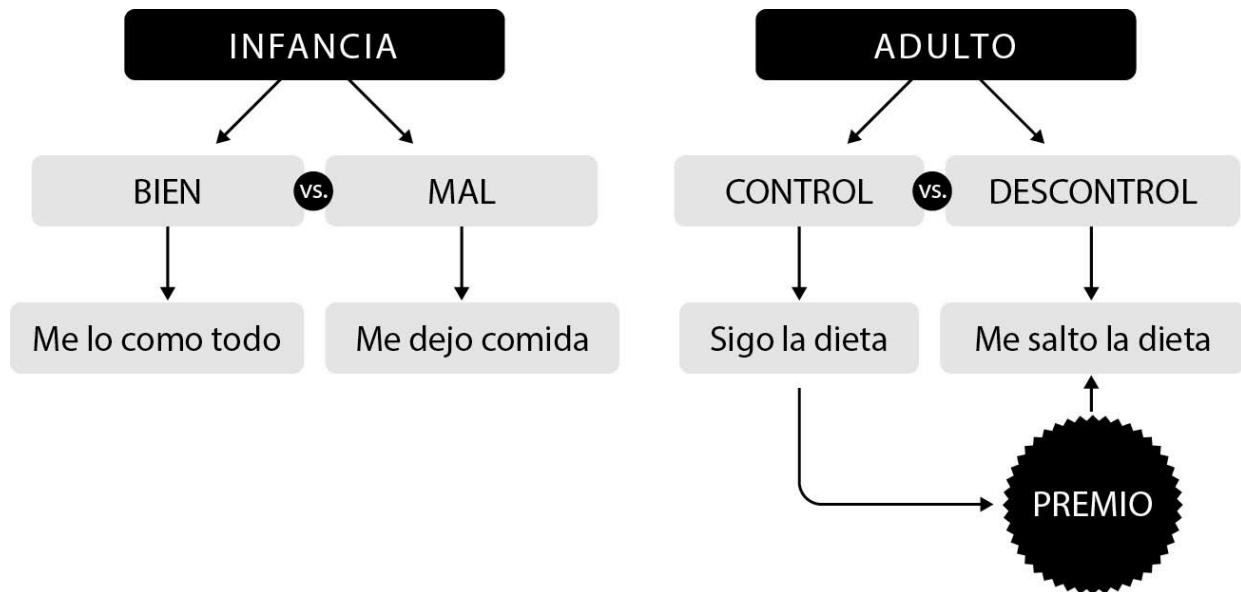 INFANCIA
BIEN
vs.
MAL
Me lo como todo
Me dejo comida
ADULTO
CONTROL
vs.
DESCONTROL
Sigo la dieta
Me salto la dieta
PREMIO